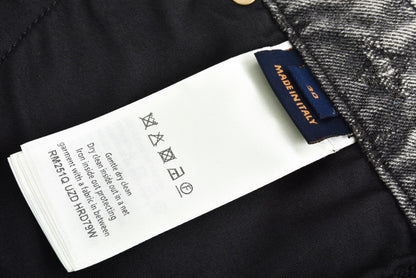 30
MADE IN ITALY
Gentle dry clean
Dry clean inside out in a net
Iron inside out protecting
garment with a fabric in between
RM251Q UZD HRD79W